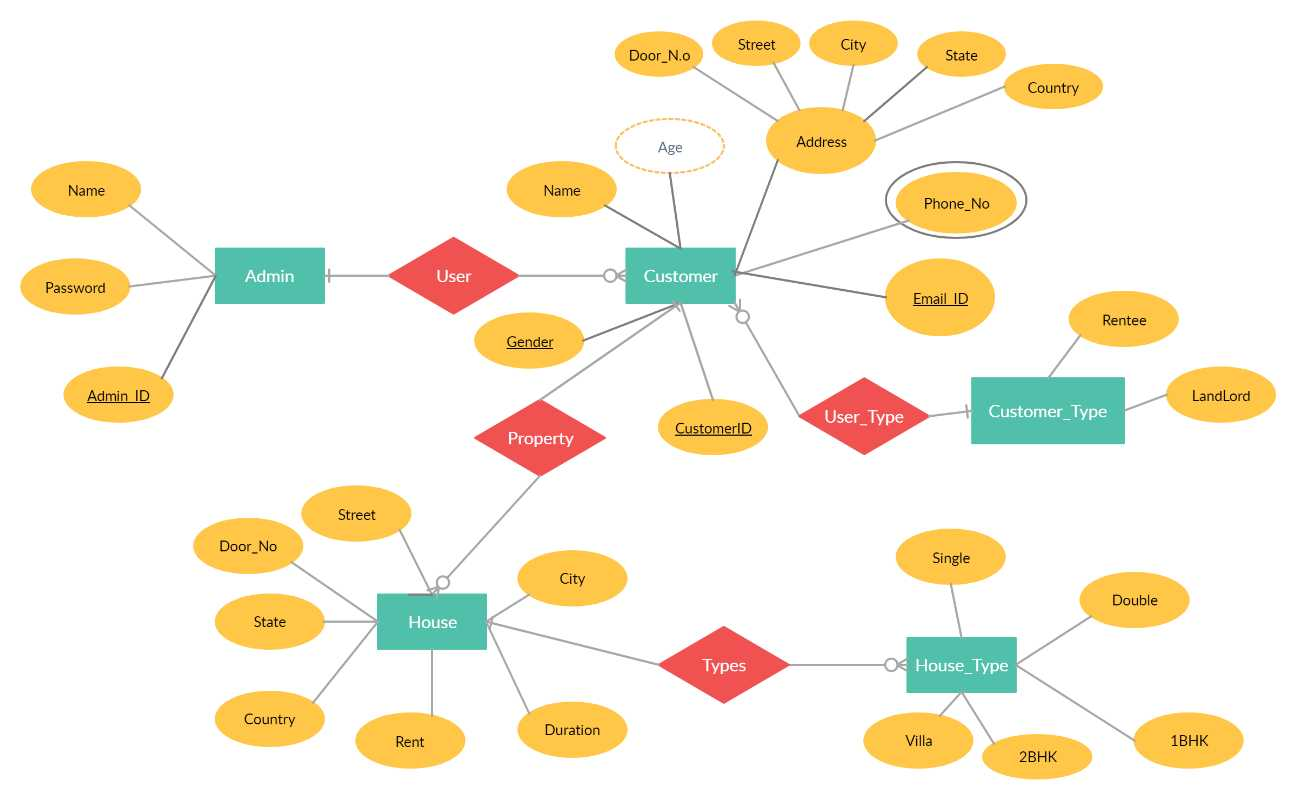 Street
City
Door_N.o
State
Country
Address
Age
Name
Name
Phone_No
Admin
User
Customer
Password
Email_ID
Rentee
Gender
Admin_ID
LandLord
Customer_Type
User_Type
CustomerID
Property
Street
Door_No
Single
City
Double
State
House
Types
House_Type
Country
Duration
Rent
Villa
1BHK
2BHK